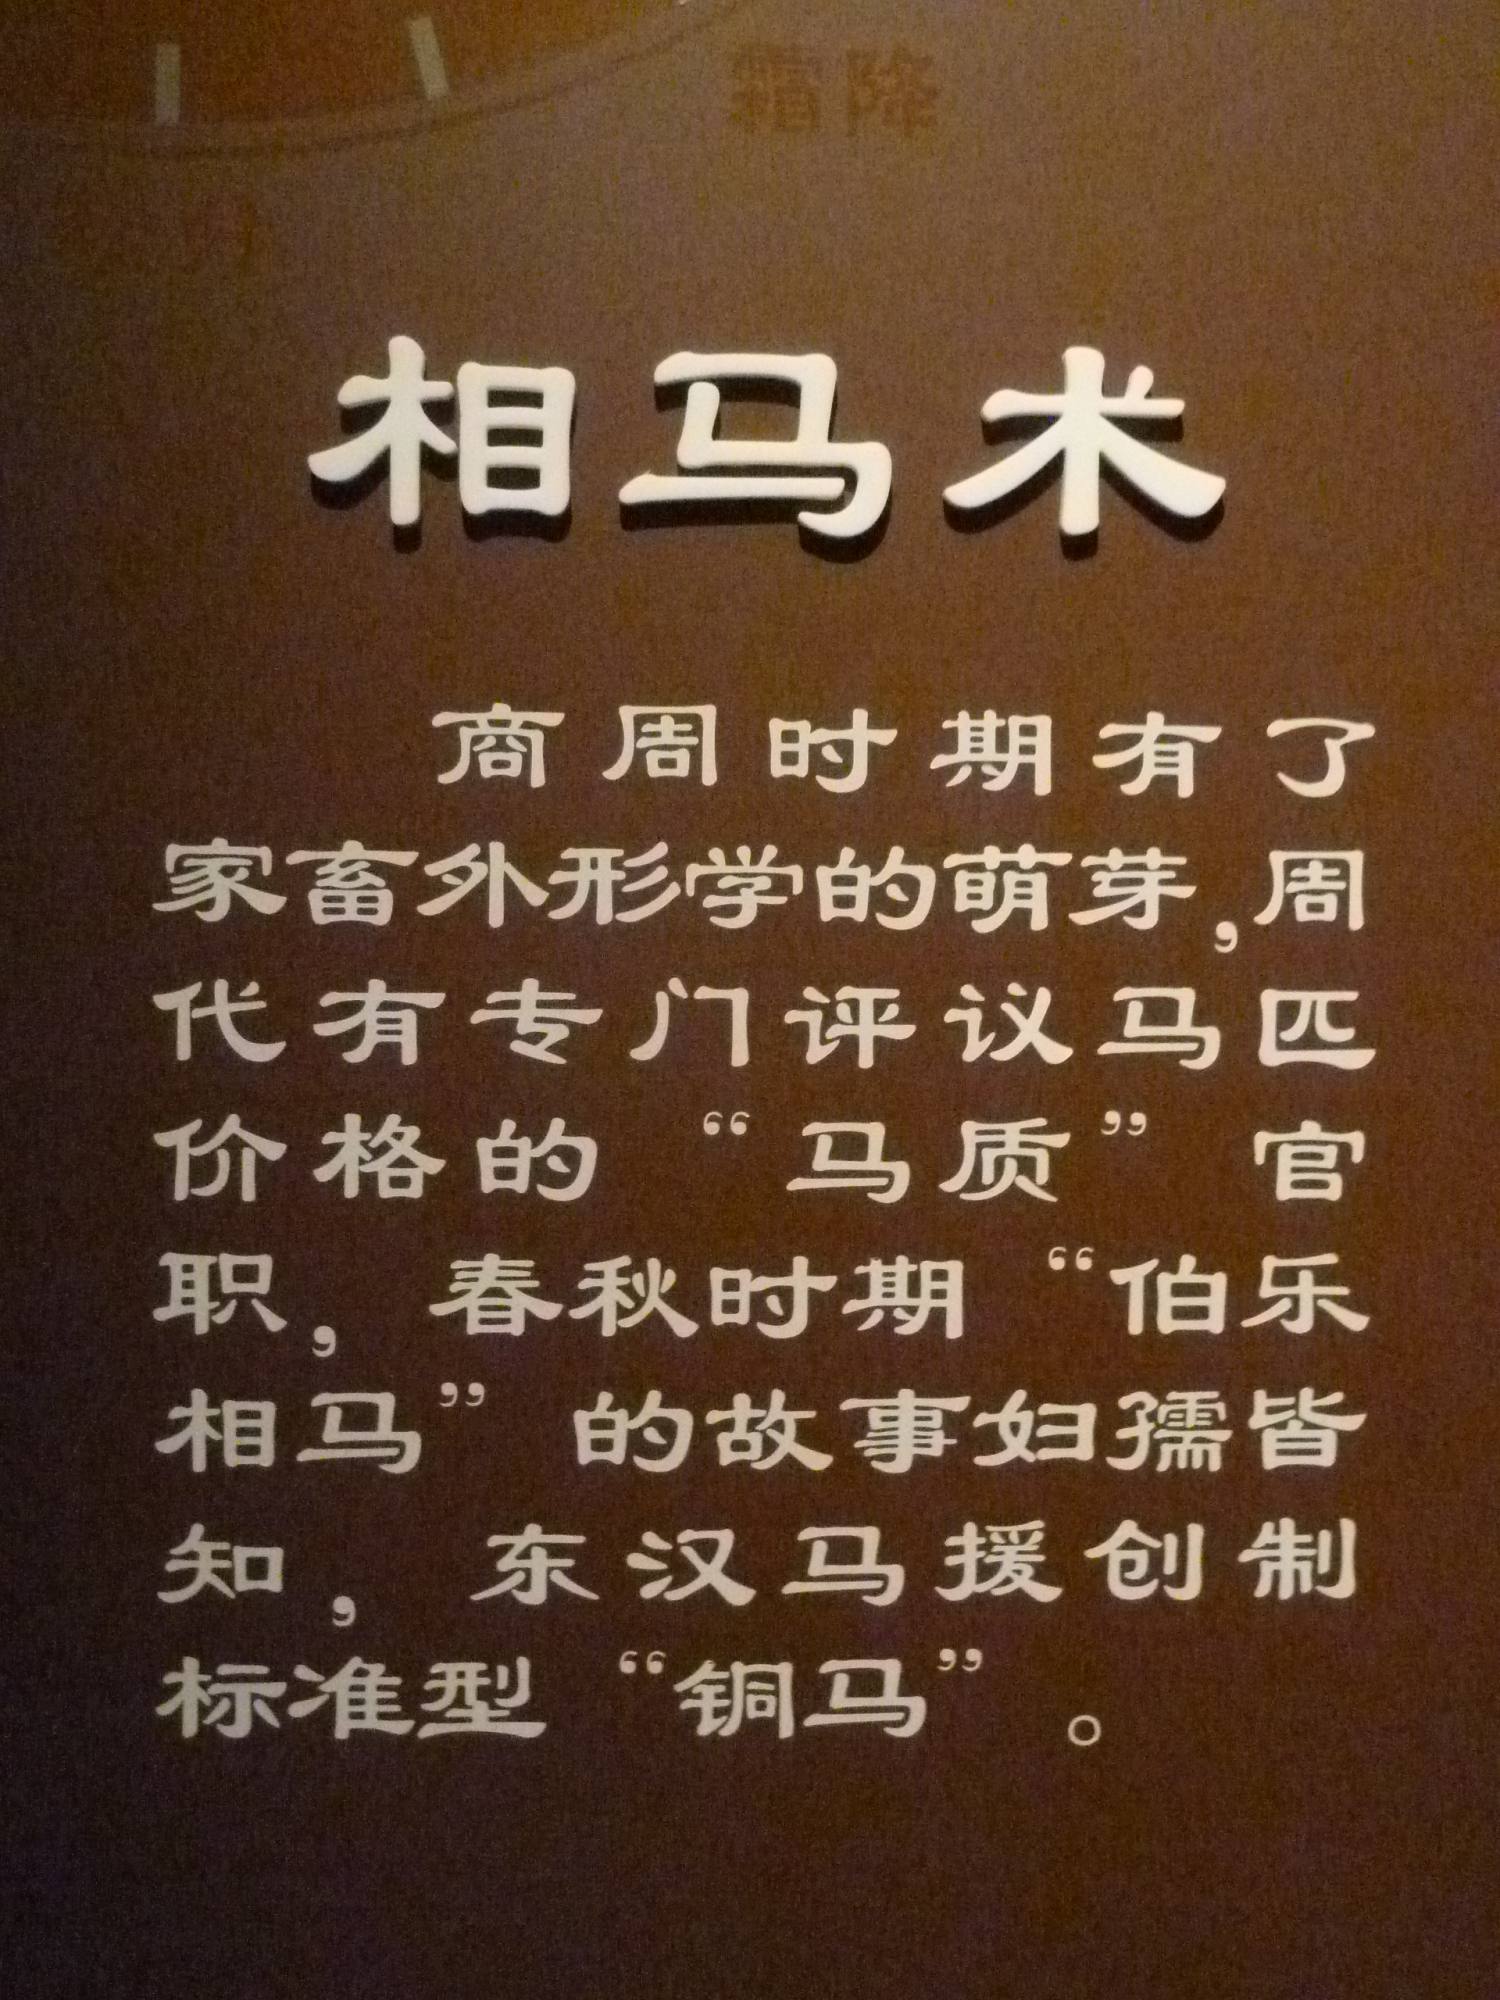 霜降
相马术
商周时期有了
家畜外形学的萌芽，周
代有专门评议马匹
价格的“马质”官
职，春秋时期“伯乐
相马”的故事妇孺皆
知，东汉马援创制
标准型“铜马”。